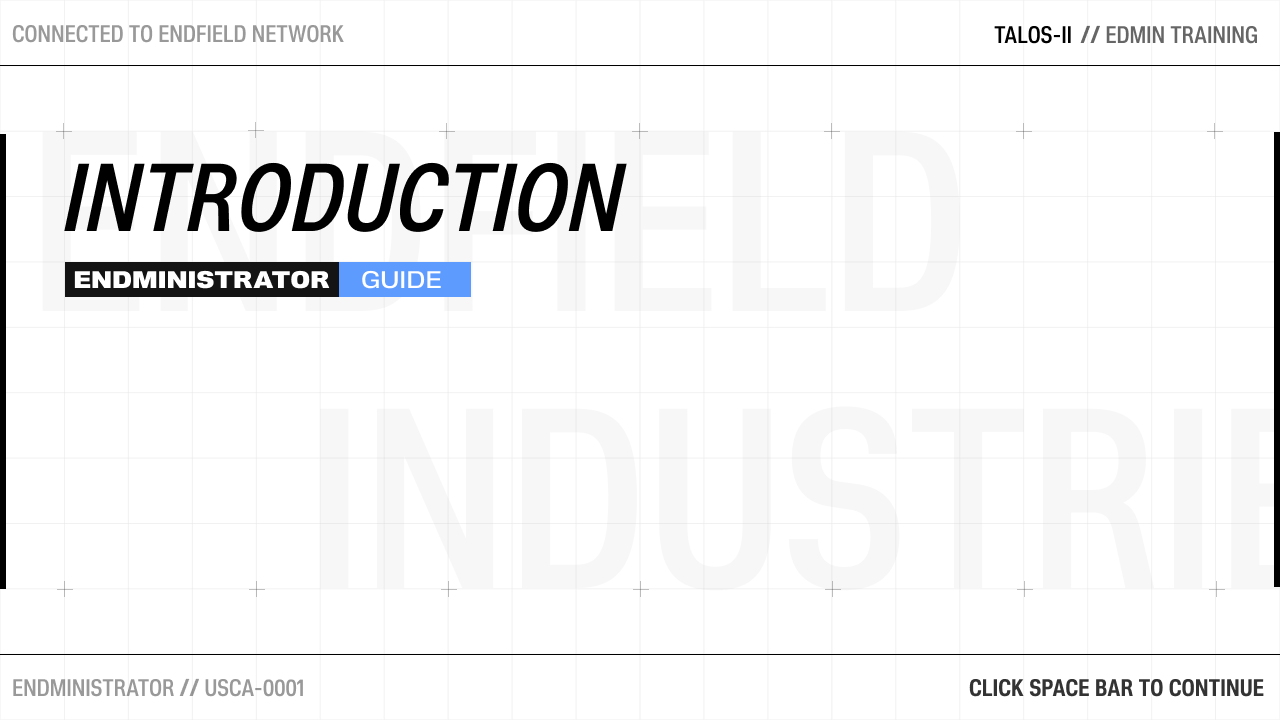 CONNECTED TO ENDFIELD NETWORK
TALOS-II // EDMIN TRAINING
ENDFIELD
INTRODUCTION
ENDMINISTRATOR GUIDE
INDUSTRIE
ENDMINISTRATOR // USCA-0001
CLICK SPACE BAR TO CONTINUE